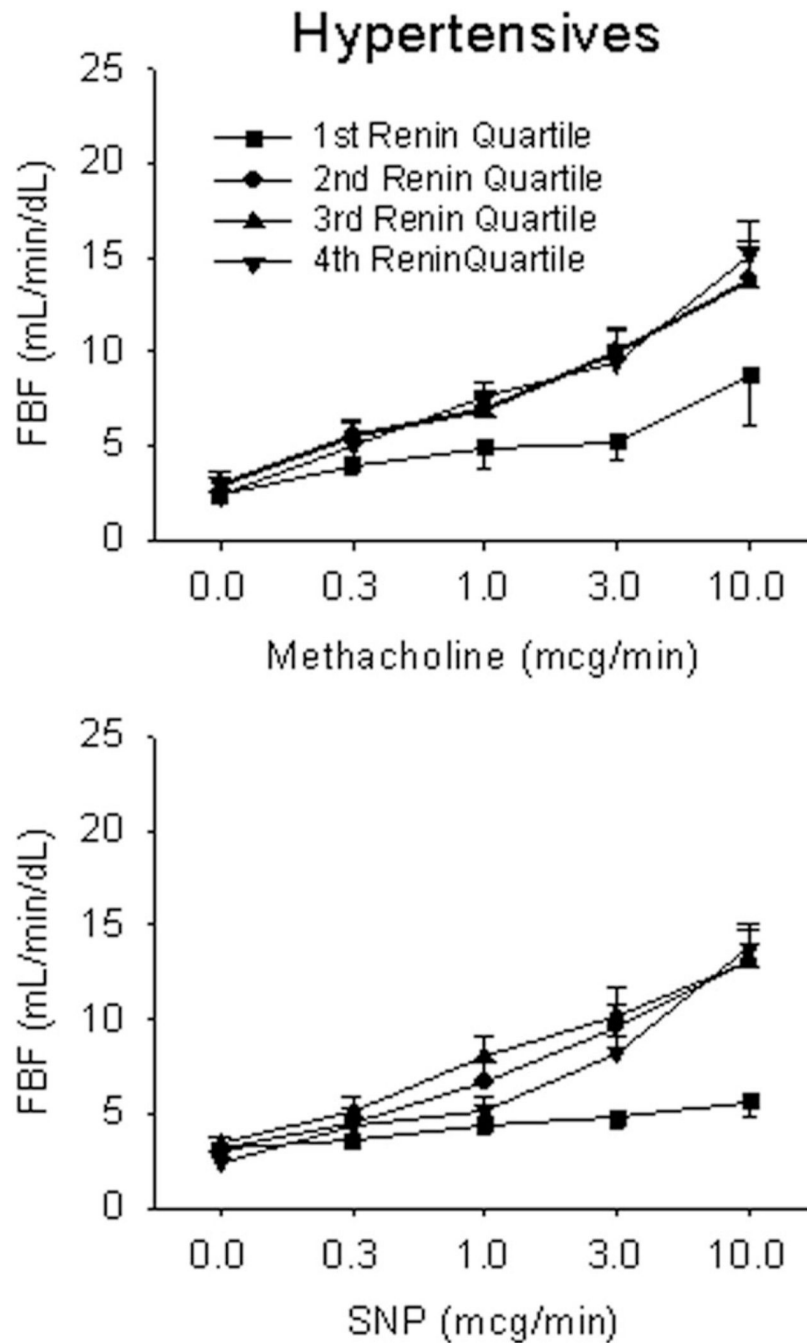 Hypertensives
25
20
15
10
5
0
FBF (mL/min/dL)
1st Renin Quartile
2nd Renin Quartile
3rd Renin Quartile
4th ReninQuartile
0.0 0.3 1.0 3.0 10.0
Methacholine (mcg/min)
25
20
15
10
5
0
FBF (mL/min/dL)
0.0 0.3 1.0 3.0 10.0
SNP (mcg/min)